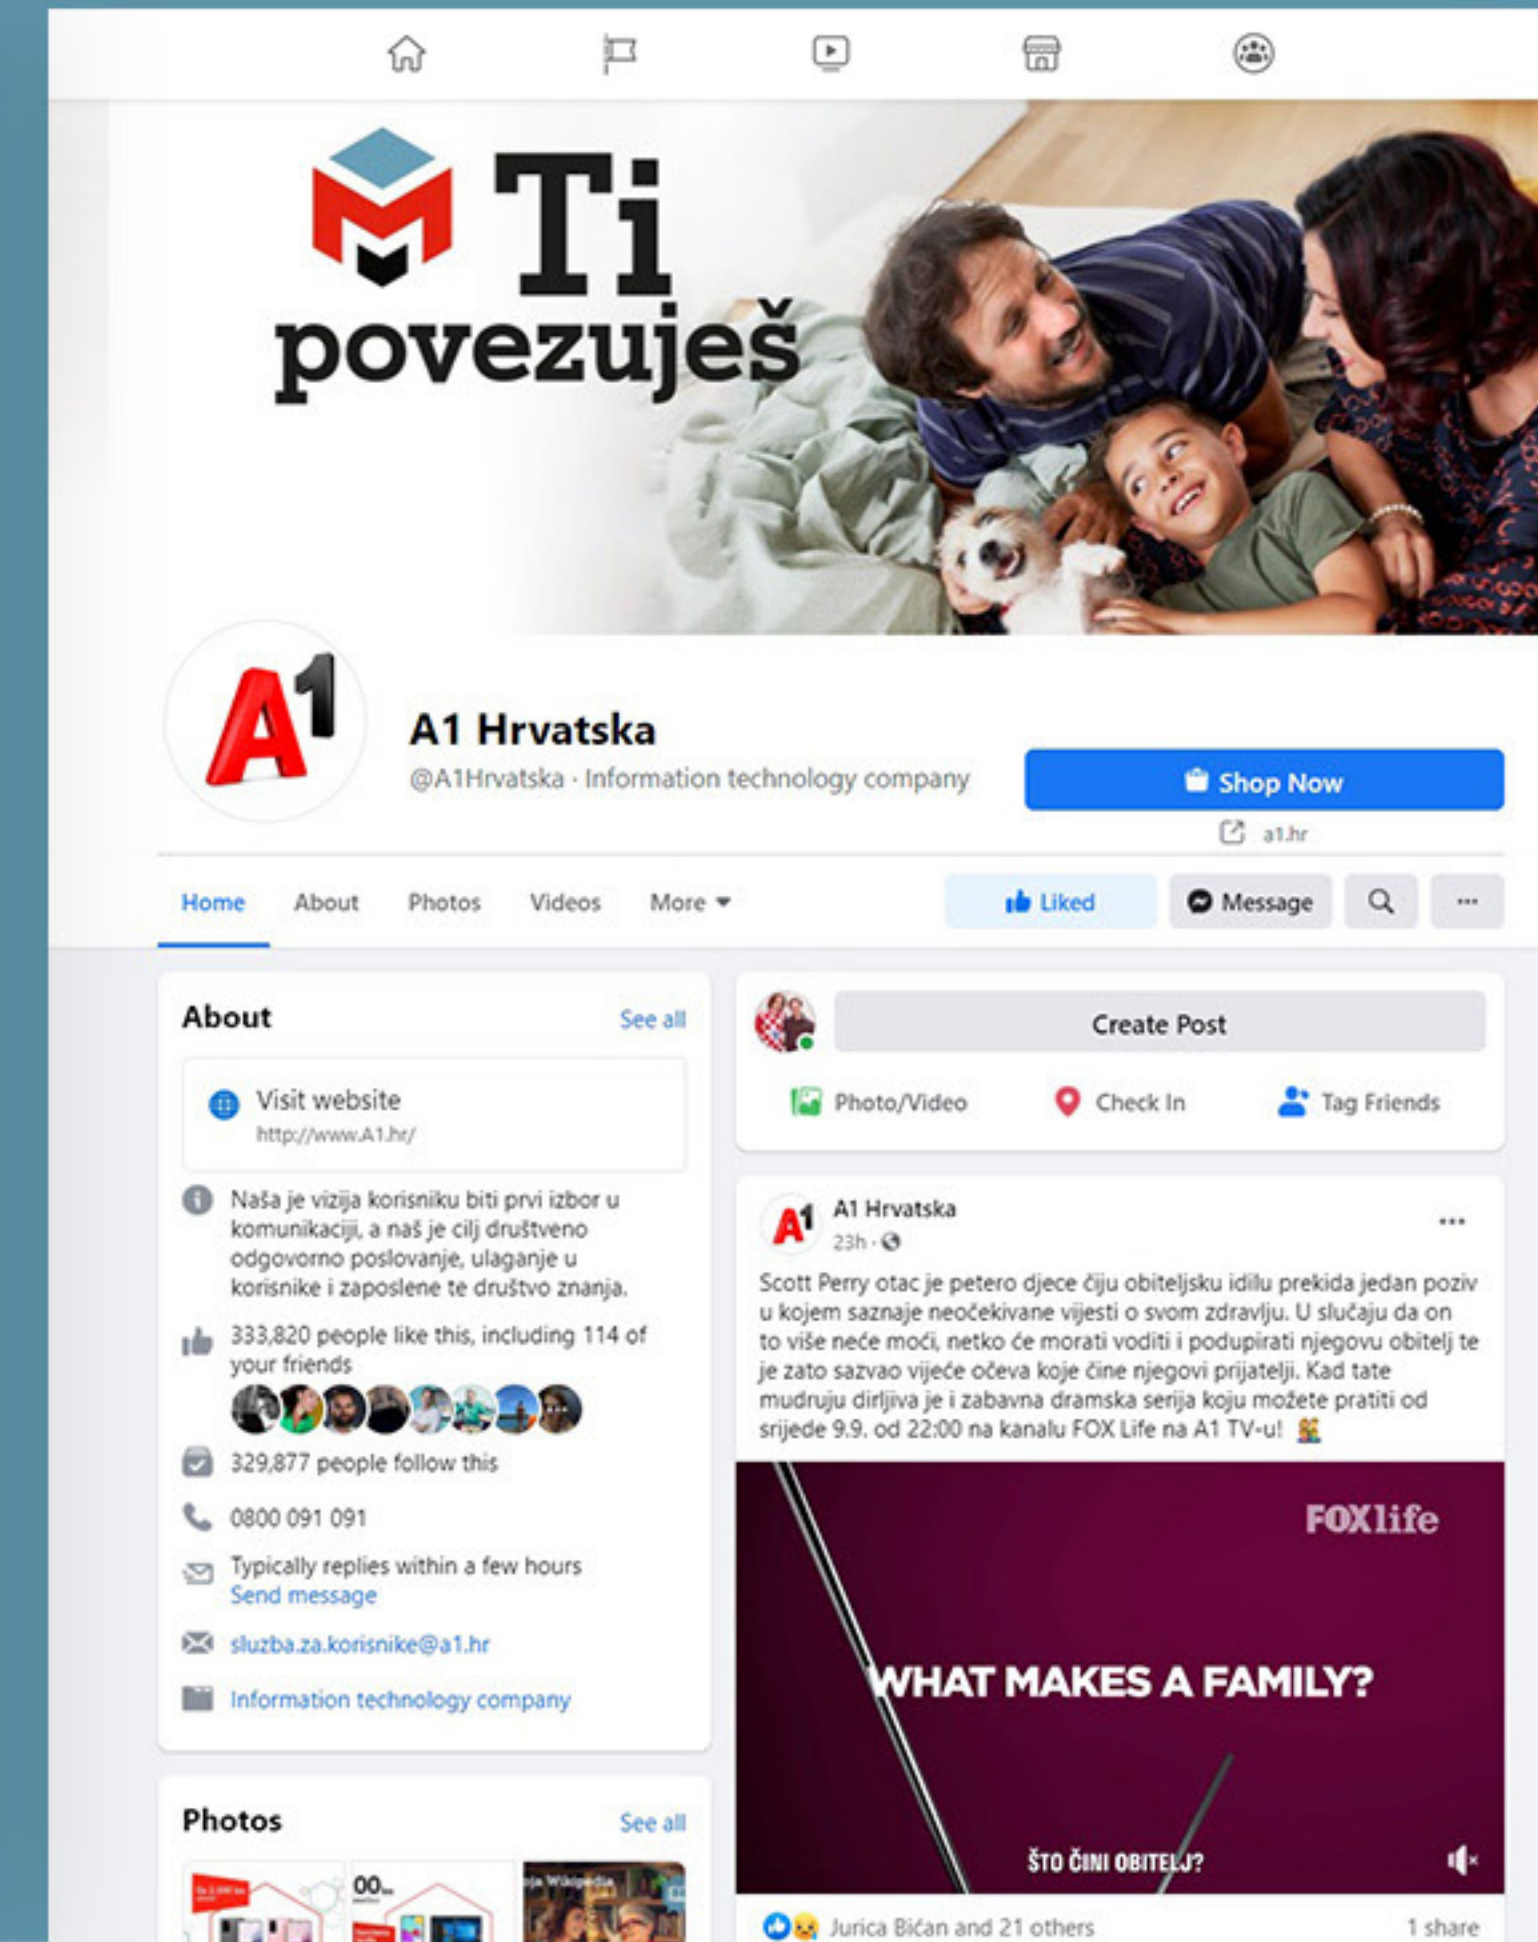 Ti
povezuješ
A1
A1 Hrvatska
@A1Hrvatska · Information technology company
Shop Now
a1.hr
Home
About
Photos
Videos
More
Liked
Message
About
See all
Visit website
http://www.A1.hr/
Naša je vizija korisniku biti prvi izbor u
komunikaciji, a naš je cilj društveno
odgovorno poslovanje, ulaganje u
korisnike i zaposlene te društvo znanja.
333,820 people like this, including 114 of
your friends
329,877 people follow this
0800 091 091
Typically replies within a few hours
Send message
sluzba.za.korisnike@a1.hr
Information technology company
Photos
See all
00
Wikipedia
Create Post
Photo/Video
Check In
Tag Friends
A1
A1 Hrvatska
23h ·
Scott Perry otac je petero djece čiju obiteljsku idilu prekida jedan poziv
u kojem saznaje neočekivane vijesti o svom zdravlju. U slučaju da on
to više neće moći, netko će morati voditi i podupirati njegovu obitelj te
je zato sazvao vijeće očeva koje čine njegovi prijatelji. Kad tate
mudruju dirljiva je i zabavna dramska serija koju možete pratiti od
srijede 9.9. od 22:00 na kanalu FOX Life na A1 TV-u!
FOXlife
WHAT MAKES A FAMILY?
ŠTO ČINI OBITELJ?
Jurica Bićan and 21 others
1 share